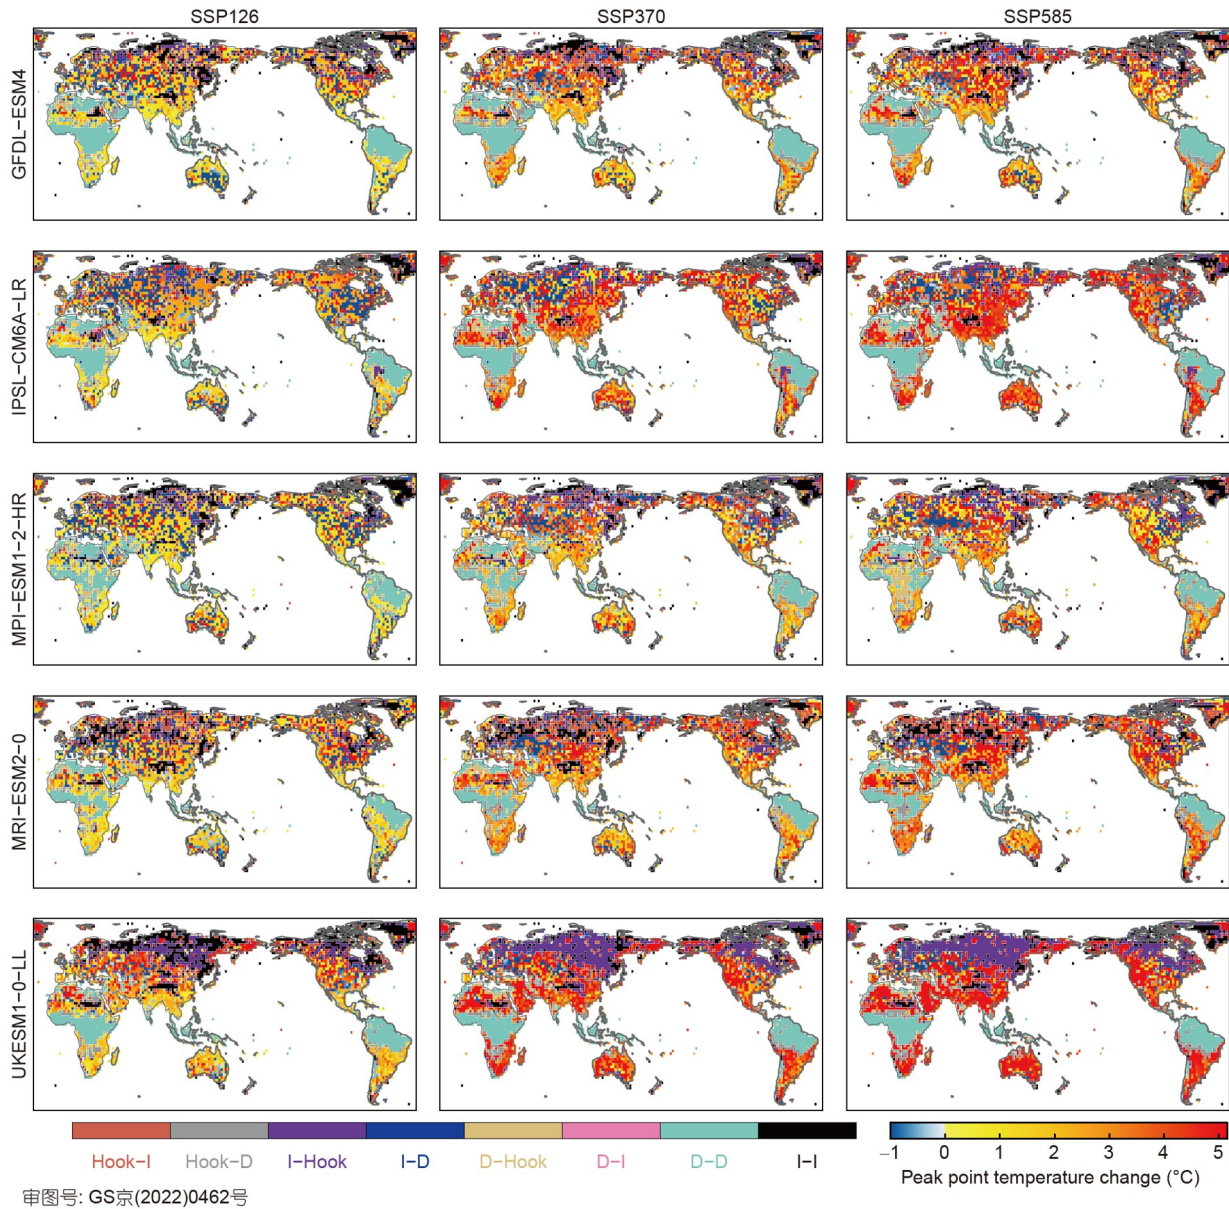 SSP126 SSP370 SSP585
GFDL−ESM4
IPSL−CM6A−LR
MPI−ESM1−2−HR
MRI−ESM2−0
UKESM1−0−LL
Hook−I Hook−D I−Hook I−D D−Hook D−I D−D I−I
−1 0 1 2 3 4 5
Peak point temperature change (°C)
审图号: GS京(2022)0462号